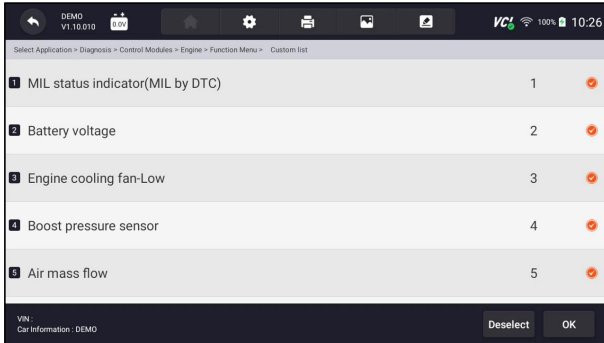 DEMO
V1.10.010
0.0V
VCI
100%
10:26
Select Application > Diagnosis > Control Modules > Engine > Function Menu > Custom list
1 MIL status indicator(MIL by DTC) 1
2 Battery voltage 2
3 Engine cooling fan-Low 3
4 Boost pressure sensor 4
5 Air mass flow 5
VIN :
Car Information : DEMO
Deselect
OK